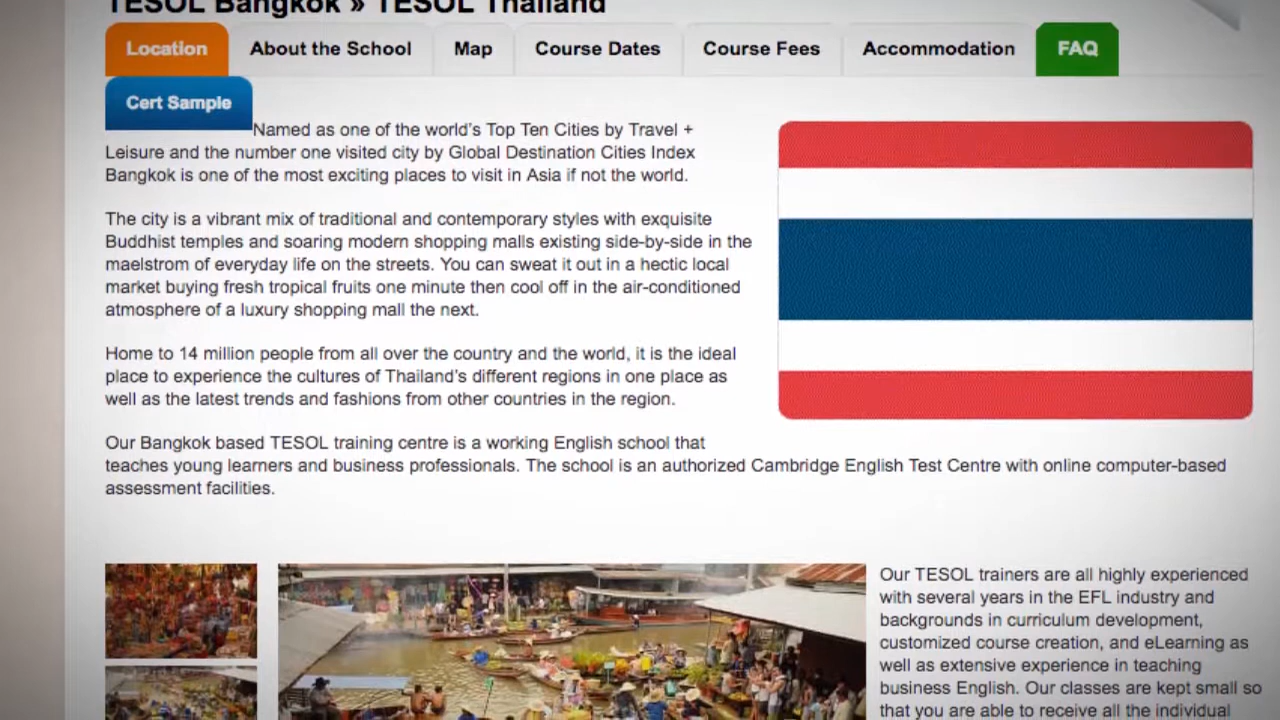 TESOL Bangkok » TESOL Thailand
Location About the School Map Course Dates Course Fees Accommodation FAQ
Cert Sample
Named as one of the world's Top Ten Cities by Travel +
Leisure and the number one visited city by Global Destination Cities Index
Bangkok is one of the most exciting places to visit in Asia if not the world.
The city is a vibrant mix of traditional and contemporary styles with exquisite
Buddhist temples and soaring modern shopping malls existing side-by-side in the
maelstrom of everyday life on the streets. You can sweat it out in a hectic local
market buying fresh tropical fruits one minute then cool off in the air-conditioned
atmosphere of a luxury shopping mall the next.
Home to 14 million people from all over the country and the world, it is the ideal
place to experience the cultures of Thailand's different regions in one place as
well as the latest trends and fashions from other countries in the region.
Our Bangkok based TESOL training centre is a working English school that
teaches young learners and business professionals. The school is an authorized Cambridge English Test Centre with online computer-based
assessment facilities.
Our TESOL trainers are all highly experienced
with several years in the EFL industry and
backgrounds in curriculum development,
customized course creation, and eLearning as
well as extensive experience in teaching
business English. Our classes are kept small so
that you are able to receive all the individual